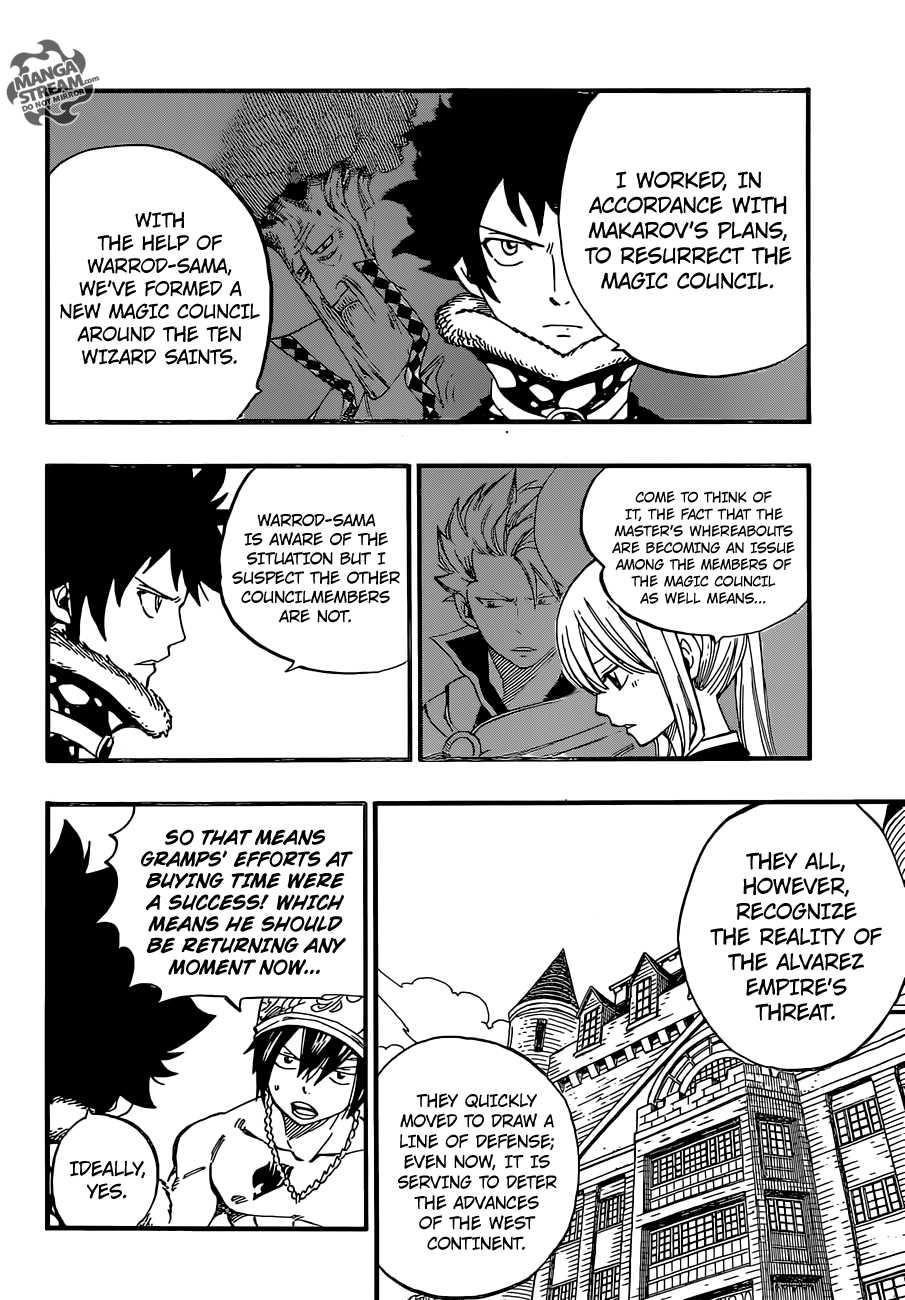 MANGA
STREAM.com
DO NOT MIRROR
I WORKED, IN
ACCORDANCE WITH
MAKAROV'S PLANS,
TO RESURRECT THE
MAGIC COUNCIL.
WITH
THE HELP OF
WARROD-SAMA,
WE'VE FORMED A
NEW MAGIC COUNCIL
AROUND THE TEN
WIZARD SAINTS.
COME TO THINK OF
IT, THE FACT THAT THE
MASTER'S WHEREABOUTS
ARE BECOMING AN ISSUE
AMONG THE MEMBERS OF
THE MAGIC COUNCIL
AS WELL MEANS...
WARROD-SAMA
IS AWARE OF THE
SITUATION BUT I
SUSPECT THE OTHER
COUNCILMEMBERS
ARE NOT.
THEY ALL,
HOWEVER,
RECOGNIZE
THE REALITY OF
THE ALVAREZ
EMPIRE'S
THREAT.
THEY QUICKLY
MOVED TO DRAW A
LINE OF DEFENSE;
EVEN NOW, IT IS
SERVING TO DETER
THE ADVANCES
OF THE WEST
CONTINENT.
SO THAT MEANS
GRAMPS' EFFORTS AT
BUYING TIME WERE
A SUCCESS! WHICH
MEANS HE SHOULD
BE RETURNING ANY
MOMENT NOW...
IDEALLY,
YES.